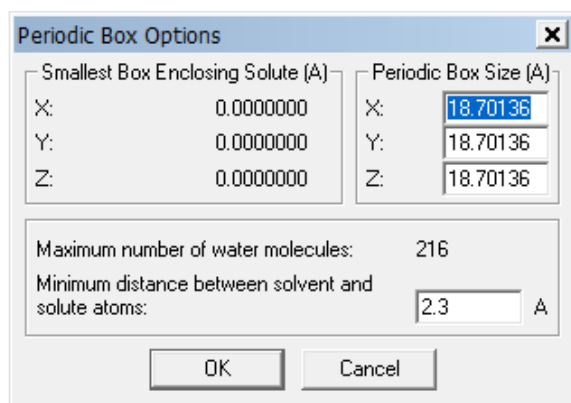 Periodic Box Options
Smallest Box Enclosing Solute (A)
X: 0.0000000
Y: 0.0000000
Z: 0.0000000
Periodic Box Size (A)
X: 18.70136
Y: 18.70136
Z: 18.70136
Maximum number of water molecules: 216
Minimum distance between solvent and
solute atoms: 2.3 A
OK Cancel